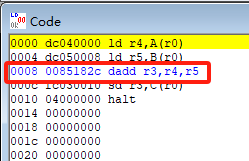 Code
0000 dc040000 ld r4,A(r0)
0004 dc050008 ld r5,B(r0)
0008 0085182c dadd r3,r4,r5
000c fc030010 sd r3,C(r0)
0010 04000000 halt
0014 00000000
0018 00000000
001c 00000000
0020 00000000